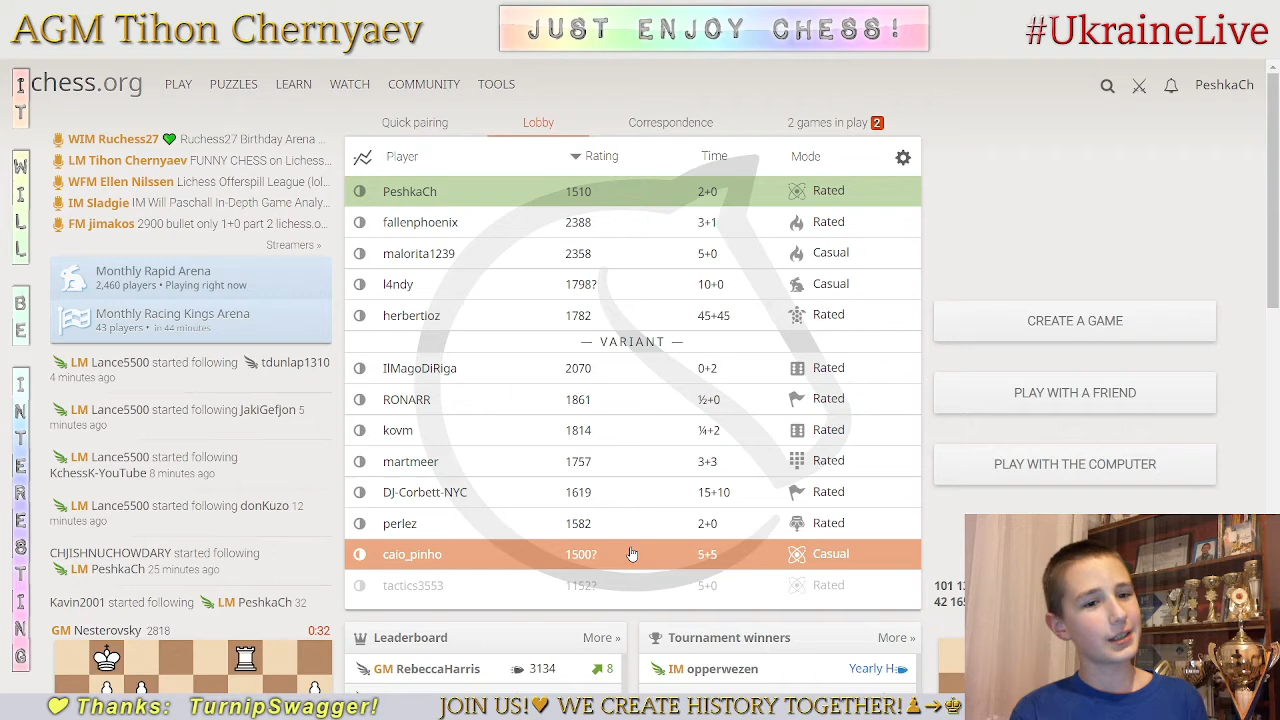 AGM Tihon Chernyaev
JUST ENJOY CHESS!
#UkraineLive
IT WILL BE INTERESTING
chess.org
PLAY PUZZLES LEARN WATCH COMMUNITY TOOLS
PeshkaCh
WIM Ruchess27 💚 Ruchess27 Birthday Arena ...
LM Tihon Chernyaev FUNNY CHESS on Lichess...
WFM Ellen Nilssen Lichess Offerspill League (lol...
IM Sladgie IM Will Paschall In-Depth Game Analy...
FM jimakos 2900 bullet only 1+0 part 2 lichess.o...
Streamers »
Monthly Rapid Arena
2,460 players • Playing right now
Monthly Racing Kings Arena
43 players • in 44 minutes
LM Lance5500 started following tdunlap1310
4 minutes ago
LM Lance5500 started following JakiGefjon 5
minutes ago
LM Lance5500 started following
KchessK-YouTube 8 minutes ago
LM Lance5500 started following donKuzo 12
minutes ago
CHJISHNUCHOWDARY started following
LM PeshkaCh 25 minutes ago
Kavin2001 started following LM PeshkaCh 32
GM Nesterovsky 2818 0:32
Quick pairing Lobby Correspondence 2 games in play 2
Player Rating Time Mode
PeshkaCh 1510 2+0 Rated
fallenphoenix 2388 3+1 Rated
malorita1239 2358 5+0 Casual
l4ndy 1798? 10+0 Casual
herbertioz 1782 45+45 Rated
— VARIANT —
IlMagoDiRiga 2070 0+2 Rated
RONARR 1861 ½+0 Rated
kovm 1814 ¼+2 Rated
martmeer 1757 3+3 Rated
DJ-Corbett-NYC 1619 15+10 Rated
perlez 1582 2+0 Rated
caio_pinho 1500? 5+5 Casual
tactics3553 1152? 5+0 Rated
Leaderboard More »
GM RebeccaHarris 3134 8
Tournament winners More »
IM opperwezen Yearly H
CREATE A GAME
PLAY WITH A FRIEND
PLAY WITH THE COMPUTER
💛 Thanks: TurnipSwagger!
JOIN US!♥ WE CREATE HISTORY TOGETHER!♟→♚